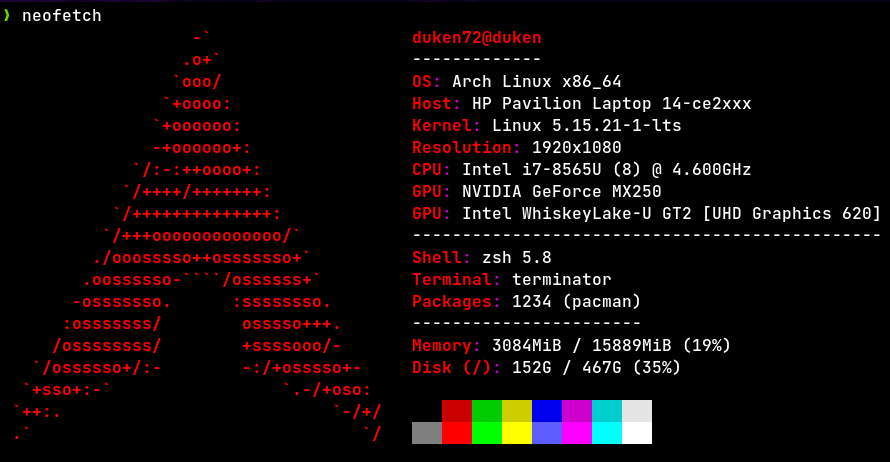 ❯ neofetch
                   -`
                  .o+`
                 `ooo/
                `+oooo:
               `+oooooo:
               -+oooooo+:
             `/:-:++oooo+:
            `/++++/+++++++:
           `/++++++++++++++:
          `/+++ooooooooooooo/`
         ./ooosssso++osssssso+`
        .oossssso-````/ossssss+`
       -osssssso.      :ssssssso.
      :osssssss/        osssso+++.
     /ossssssss/        +ssssooo/-
   `/ossssso+/:-        -:/+osssso+-
  `+sso+:-`                 `.-/+oso:
 `++:.                           `-/+/
 .`                                 `/
duken72@duken
-------------
OS: Arch Linux x86_64
Host: HP Pavilion Laptop 14-ce2xxx
Kernel: Linux 5.15.21-1-lts
Resolution: 1920x1080
CPU: Intel i7-8565U (8) @ 4.600GHz
GPU: NVIDIA GeForce MX250
GPU: Intel WhiskeyLake-U GT2 [UHD Graphics 620]
-----------------------------------------------
Shell: zsh 5.8
Terminal: terminator
Packages: 1234 (pacman)
-----------------------
Memory: 3084MiB / 15889MiB (19%)
Disk (/): 152G / 467G (35%)